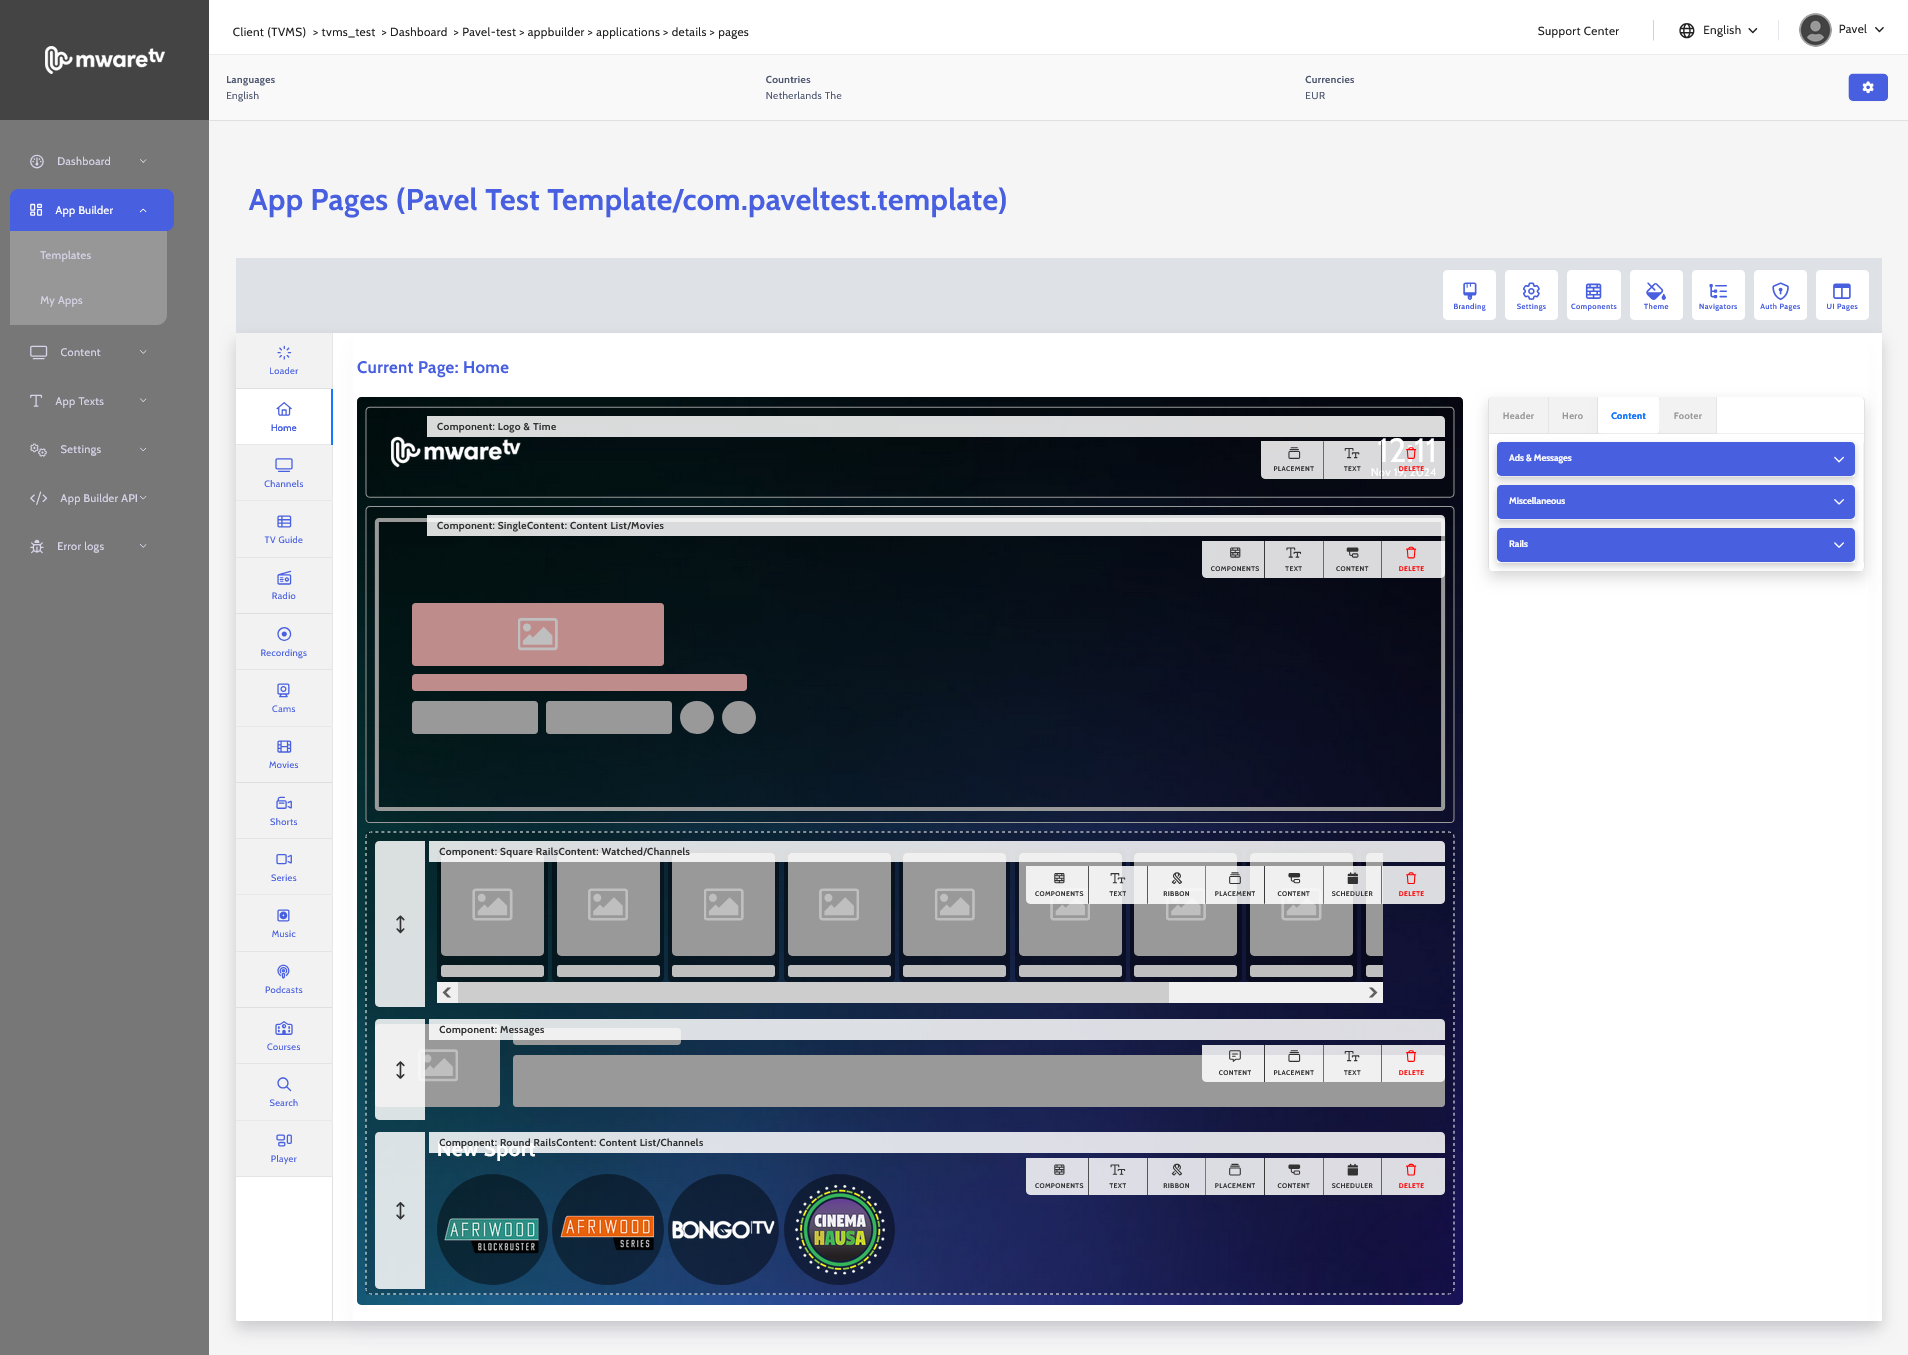 mwaretv
Client (TVMS) > tvms_test > Dashboard > Pavel-test > appbuilder > applications > details > pages
Support Center
English
Pavel
Languages
English
Countries
Netherlands The
Currencies
EUR
Dashboard
App Builder
Templates
My Apps
Content
App Texts
Settings
App Builder API
Error logs
App Pages (Pavel Test Template/com.paveltest.template)
Branding
Settings
Components
Theme
Navigators
Auth Pages
UI Pages
Loader
Home
Channels
TV Guide
Radio
Recordings
Cams
Movies
Shorts
Series
Music
Podcasts
Courses
Search
Player
Current Page: Home
Component: Logo & Time
mwaretv
12:11
PLACEMENT
TEXT
DELETE
Component: SingleContent: Content List/Movies
COMPONENTS
TEXT
CONTENT
DELETE
Component: Square RailsContent: Watched/Channels
COMPONENTS
TEXT
RIBBON
PLACEMENT
CONTENT
SCHEDULER
DELETE
Component: Messages
CONTENT
PLACEMENT
TEXT
DELETE
Component: Round RailsContent: Content List/Channels
New Sport
COMPONENTS
TEXT
RIBBON
PLACEMENT
CONTENT
SCHEDULER
DELETE
AFRIWOOD
BLOCKBUSTER
AFRIWOOD
SERIES
BONGOTV
CINEMA
HAUSA
Header
Hero
Content
Footer
Ads & Messages
Miscellaneous
Rails